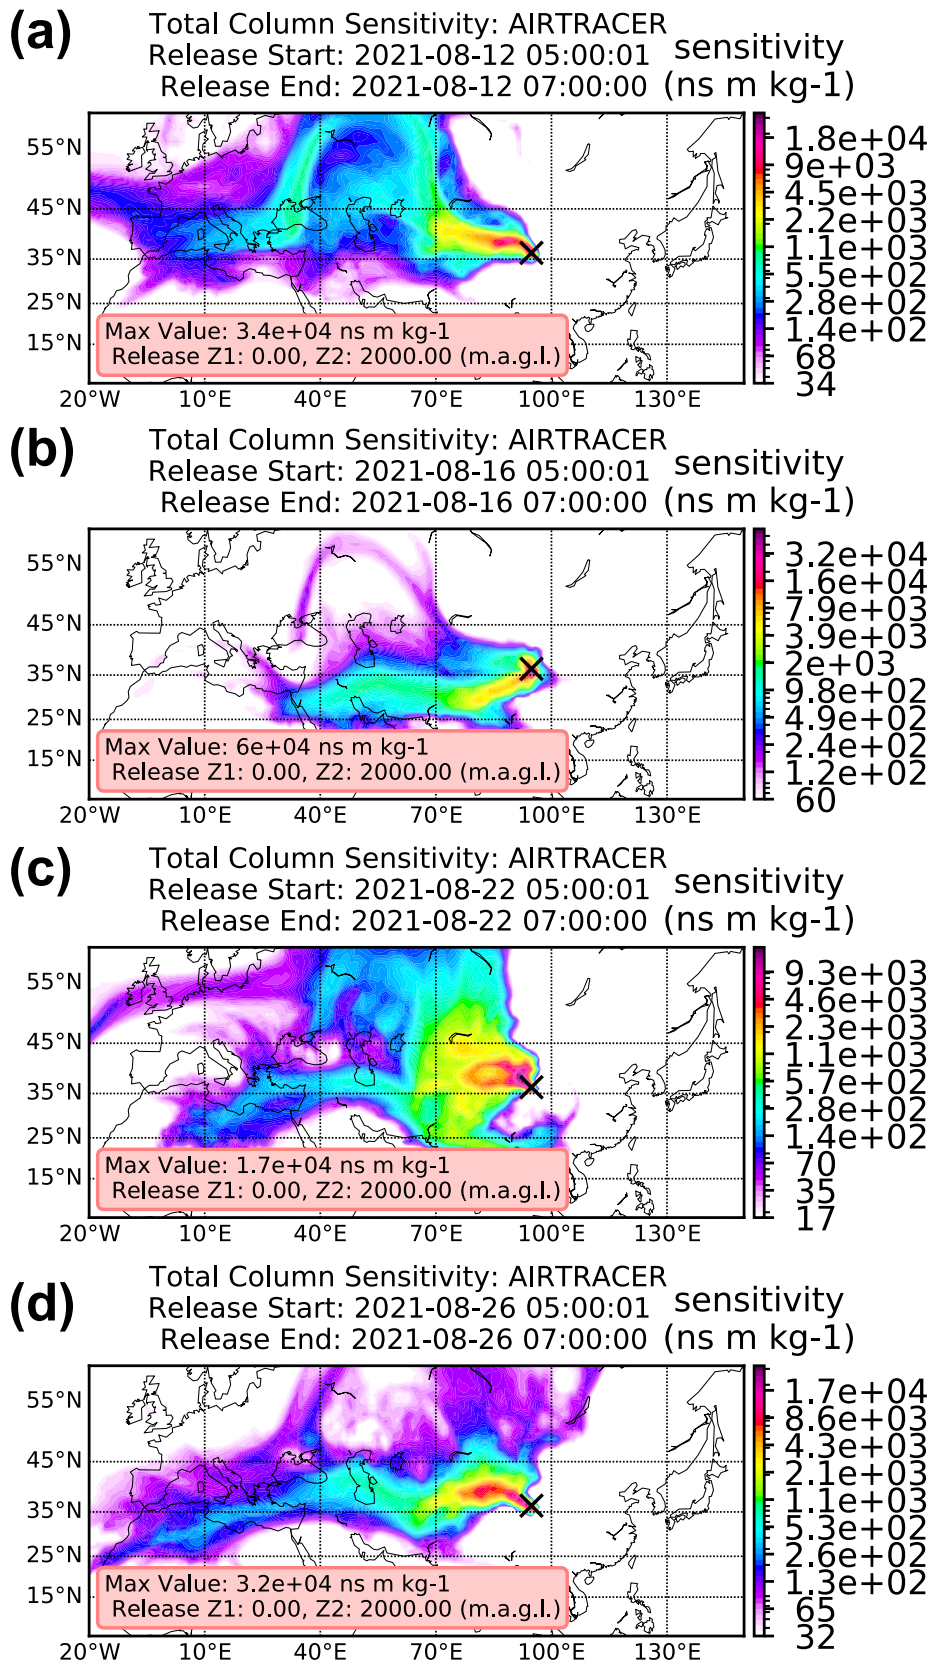 (a)
Total Column Sensitivity: AIRTRACER
Release Start: 2021-08-12 05:00:01
Release End: 2021-08-12 07:00:00
sensitivity
(ns m kg-1)
55°N
45°N
35°N
25°N
15°N
Max Value: 3.4e+04 ns m kg-1
Release Z1: 0.00, Z2: 2000.00 (m.a.g.l.)
20°W 10°E 40°E 70°E 100°E 130°E
1.8e+04
9e+03
4.5e+03
2.2e+03
1.1e+03
5.5e+02
2.8e+02
1.4e+02
68
34
(b)
Total Column Sensitivity: AIRTRACER
Release Start: 2021-08-16 05:00:01
Release End: 2021-08-16 07:00:00
sensitivity
(ns m kg-1)
55°N
45°N
35°N
25°N
15°N
Max Value: 6e+04 ns m kg-1
Release Z1: 0.00, Z2: 2000.00 (m.a.g.l.)
20°W 10°E 40°E 70°E 100°E 130°E
3.2e+04
1.6e+04
7.9e+03
3.9e+03
2e+03
9.8e+02
4.9e+02
2.4e+02
1.2e+02
60
(c)
Total Column Sensitivity: AIRTRACER
Release Start: 2021-08-22 05:00:01
Release End: 2021-08-22 07:00:00
sensitivity
(ns m kg-1)
55°N
45°N
35°N
25°N
15°N
Max Value: 1.7e+04 ns m kg-1
Release Z1: 0.00, Z2: 2000.00 (m.a.g.l.)
20°W 10°E 40°E 70°E 100°E 130°E
9.3e+03
4.6e+03
2.3e+03
1.1e+03
5.7e+02
2.8e+02
1.4e+02
70
35
17
(d)
Total Column Sensitivity: AIRTRACER
Release Start: 2021-08-26 05:00:01
Release End: 2021-08-26 07:00:00
sensitivity
(ns m kg-1)
55°N
45°N
35°N
25°N
15°N
Max Value: 3.2e+04 ns m kg-1
Release Z1: 0.00, Z2: 2000.00 (m.a.g.l.)
20°W 10°E 40°E 70°E 100°E 130°E
1.7e+04
8.6e+03
4.3e+03
2.1e+03
1.1e+03
5.3e+02
2.6e+02
1.3e+02
65
32